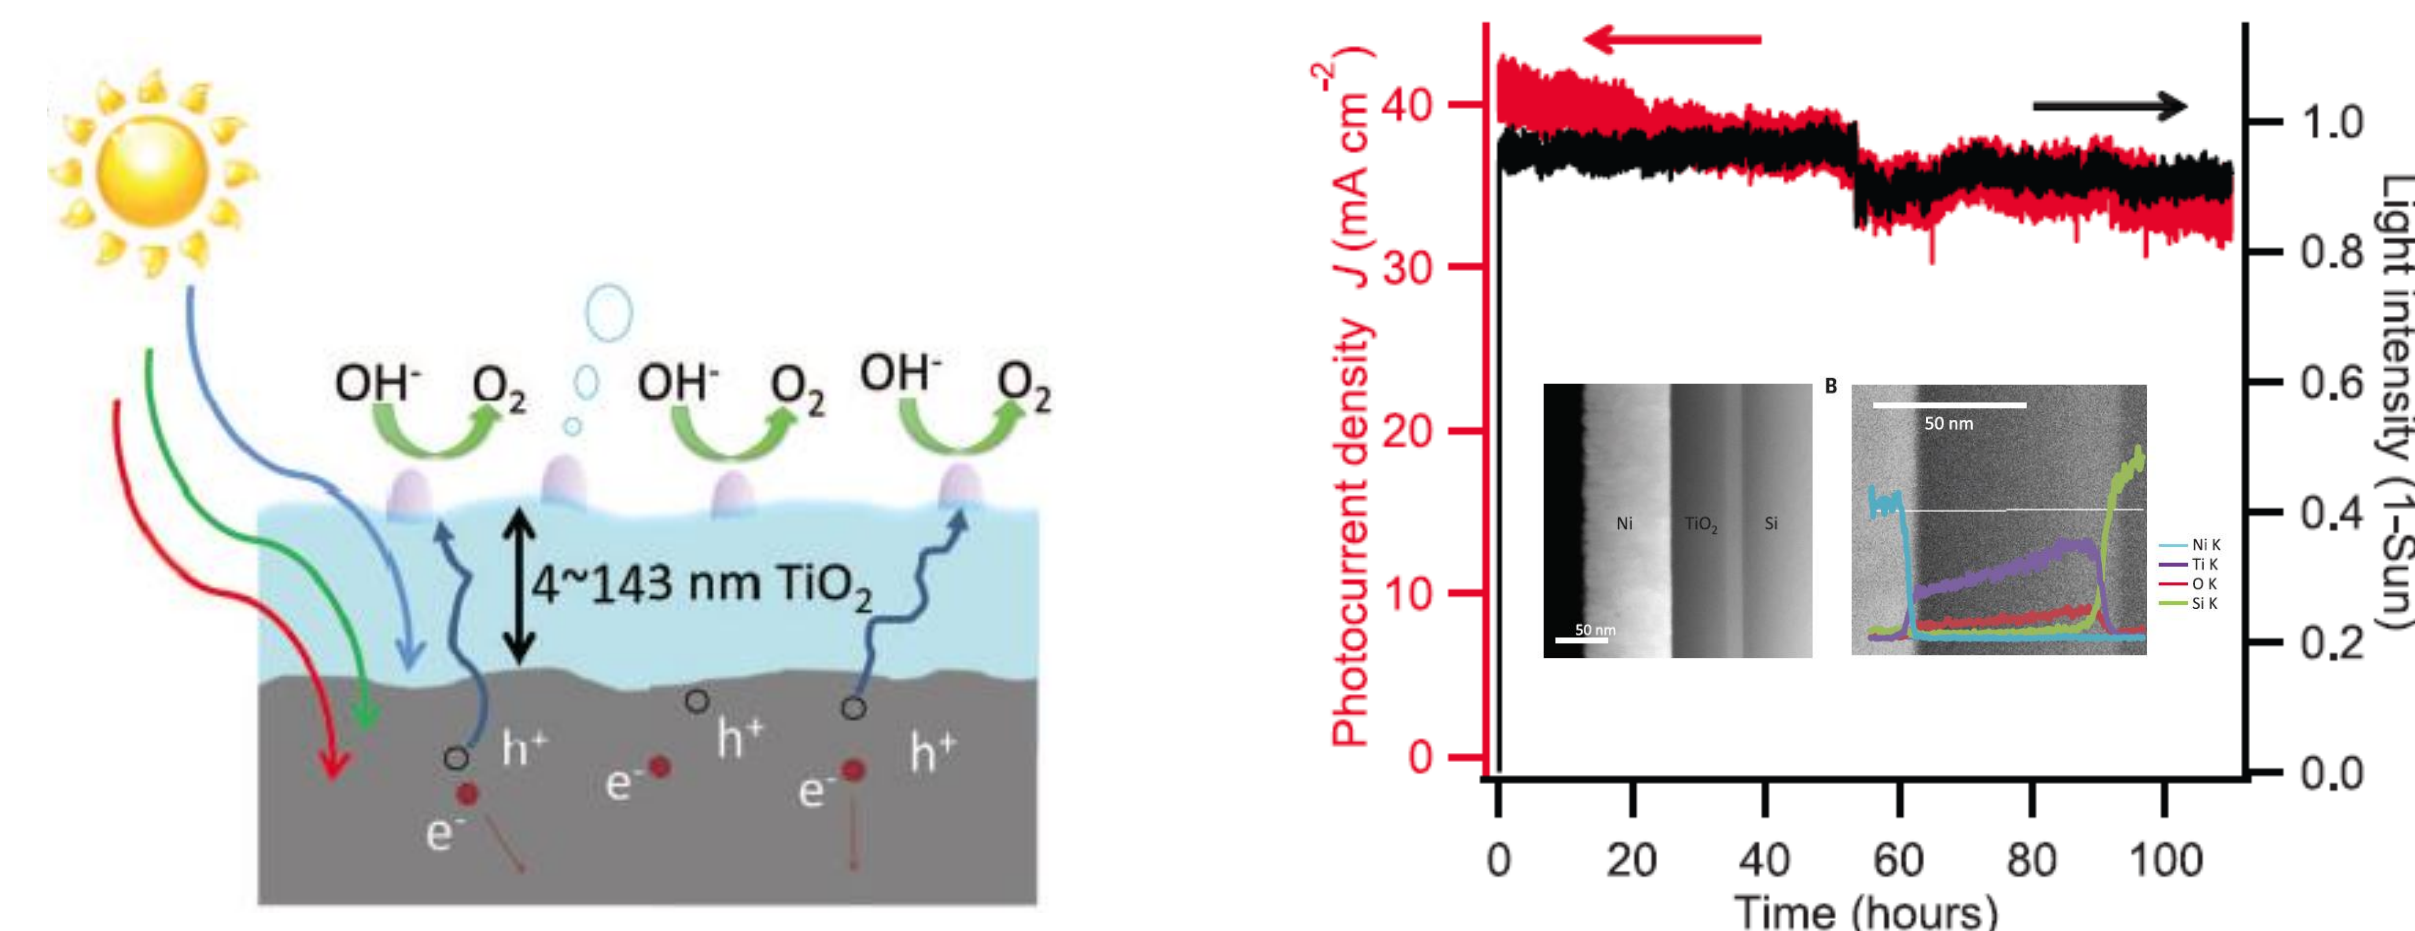 OH⁻ O₂
OH⁻ O₂
OH⁻ O₂
4~143 nm TiO₂
h⁺
h⁺
h⁺
e⁻
e⁻
e⁻
Photocurrent density J (mA cm⁻²)
40
30
20
10
0
1.0
0.8
0.6
0.4
0.2
0.0
Light intensity (1-Sun)
Ni
TiO₂
Si
50 nm
B
50 nm
Ni K
Ti K
O K
Si K
0 20 40 60 80 100
Time (hours)